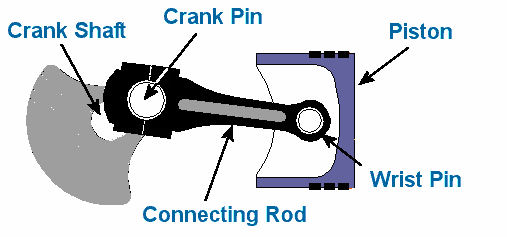 Crank Pin
Crank Shaft
Piston
Wrist Pin
Connecting Rod